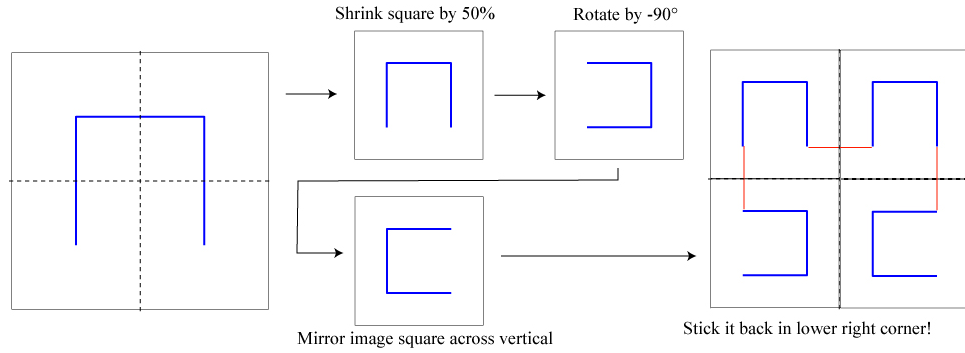 Shrink square by 50%
Rotate by -90°
Mirror image square across vertical
Stick it back in lower right corner!